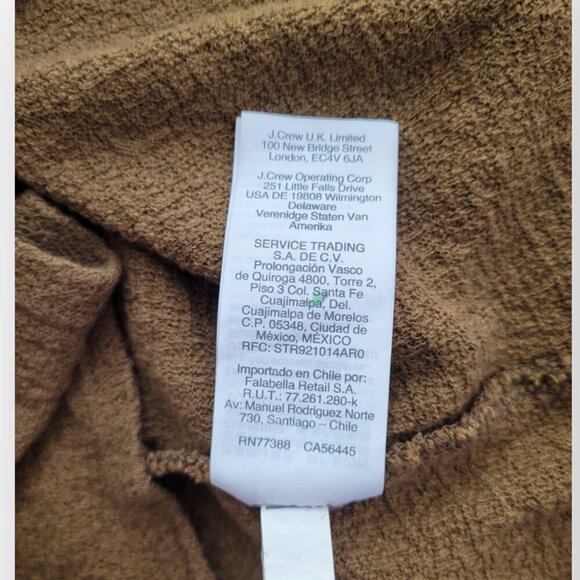 J.Crew U.K. Limited
100 New Bridge Street
London, EC4V 6JA
J.Crew Operating Corp
251 Little Falls Drive
USA DE 19808 Wilmington
Delaware
Verenidge Staten Van
Amerika
SERVICE TRADING
S.A. DE C.V.
Prolongación Vasco
de Quiroga 4800, Torre 2,
Piso 3 Col. Santa Fe
Cuajimalpa, Del.
Cuajimalpa de Morelos
C.P. 05348, Ciudad de
México, MÉXICO
RFC: STR921014AR0
Importado en Chile por:
Falabella Retail S.A.
R.U.T.: 77.261.280-k
Av: Manuel Rodriguez Norte
730, Santiago – Chile
RN77388 CA56445